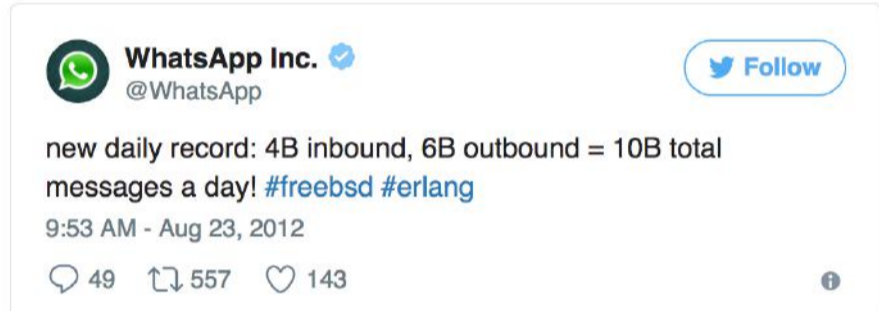 WhatsApp Inc.
@WhatsApp
Follow
new daily record: 4B inbound, 6B outbound = 10B total
messages a day! #freebsd #erlang
9:53 AM - Aug 23, 2012
49 557 143